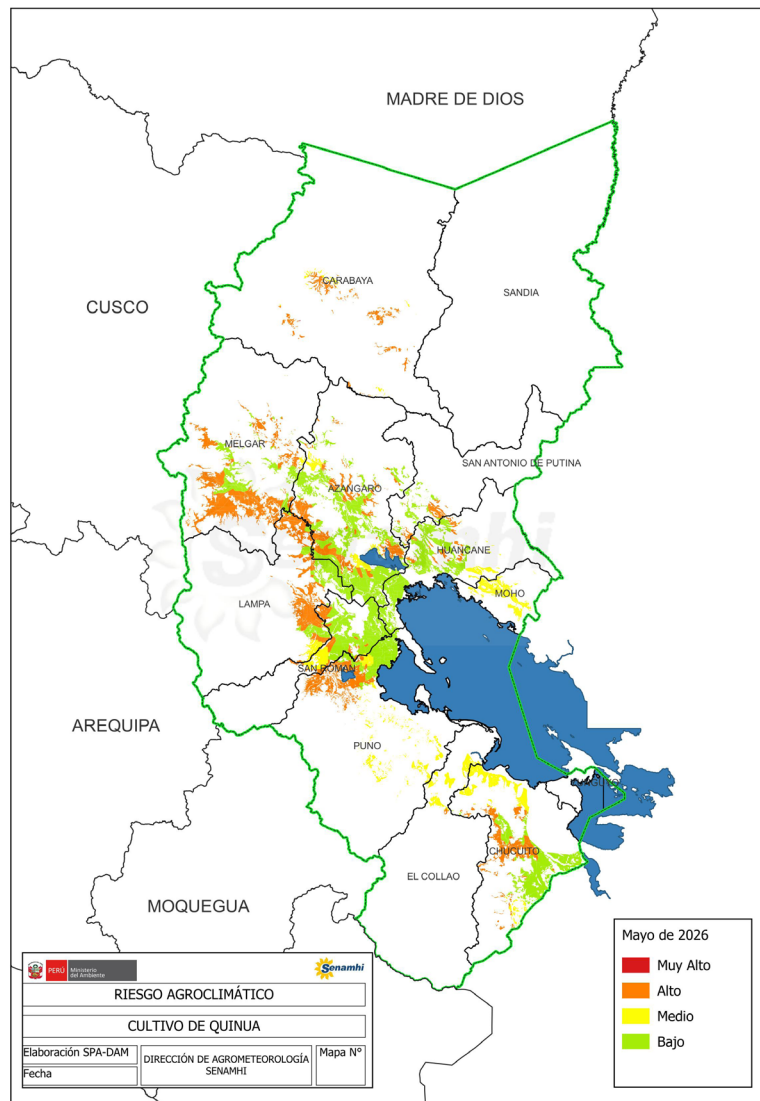 MADRE DE DIOS
CARABAYA
SANDIA
CUSCO
MELGAR
SAN ANTONIO DE PUTINA
AZANGARO
HUANCANE
Senamhi
MOHO
LAMPA
SAN ROMAN
AREQUIPA
PUNO
CHUCUITO
EL COLLAO
MOQUEGUA
Mayo de 2026
Muy Alto
Alto
Medio
Bajo
PERÚ Ministerio del Ambiente
Senamhi
RIESGO AGROCLIMÁTICO
CULTIVO DE QUINUA
Elaboración SPA-DAM
Fecha
DIRECCIÓN DE AGROMETEOROLOGÍA
SENAMHI
Mapa N°